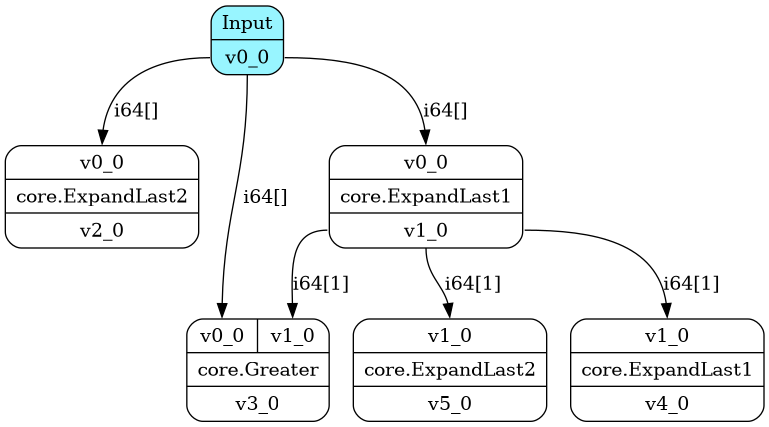 Input
v0_0
i64[]
i64[]
v0_0
core.ExpandLast2
v2_0
v0_0
core.ExpandLast1
v1_0
i64[]
i64[1]
i64[1]
i64[1]
v0_0 v1_0
core.Greater
v3_0
v1_0
core.ExpandLast2
v5_0
v1_0
core.ExpandLast1
v4_0